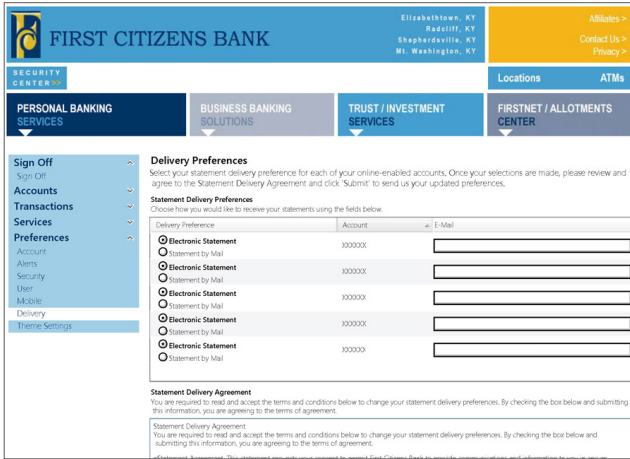 FIRST CITIZENS BANK
Elizabethtown, KY
Radcliff, KY
Shepherdsville, KY
Mt. Washington, KY
Affiliates >
Contact Us >
Privacy >
SECURITY
CENTER>>
Locations ATMs
PERSONAL BANKING
SERVICES
BUSINESS BANKING
SOLUTIONS
TRUST / INVESTMENT
SERVICES
FIRSTNET / ALLOTMENTS
CENTER
Sign Off
Sign Off
Accounts
Transactions
Services
Preferences
Account
Alerts
Security
User
Mobile
Delivery
Theme Settings
Delivery Preferences
Select your statement delivery preference for each of your online-enabled accounts. Once your selections are made, please review and
agree to the Statement Delivery Agreement and click 'Submit' to send us your updated preferences.
Statement Delivery Preferences
Choose how you would like to receive your statements using the fields below.
Delivery Preference Account E-Mail
Electronic Statement
Statement by Mail
XXXXXX
Electronic Statement
Statement by Mail
XXXXXX
Electronic Statement
Statement by Mail
XXXXXX
Electronic Statement
Statement by Mail
XXXXXX
Electronic Statement
Statement by Mail
XXXXXX
Statement Delivery Agreement
You are required to read and accept the terms and conditions below to change your statement delivery preferences. By checking the box below and submitting
this information, you are agreeing to the terms of agreement.
Statement Delivery Agreement
You are required to read and accept the terms and conditions below to change your statement delivery preferences. By checking the box below and
submitting this information, you are agreeing to the terms of agreement.